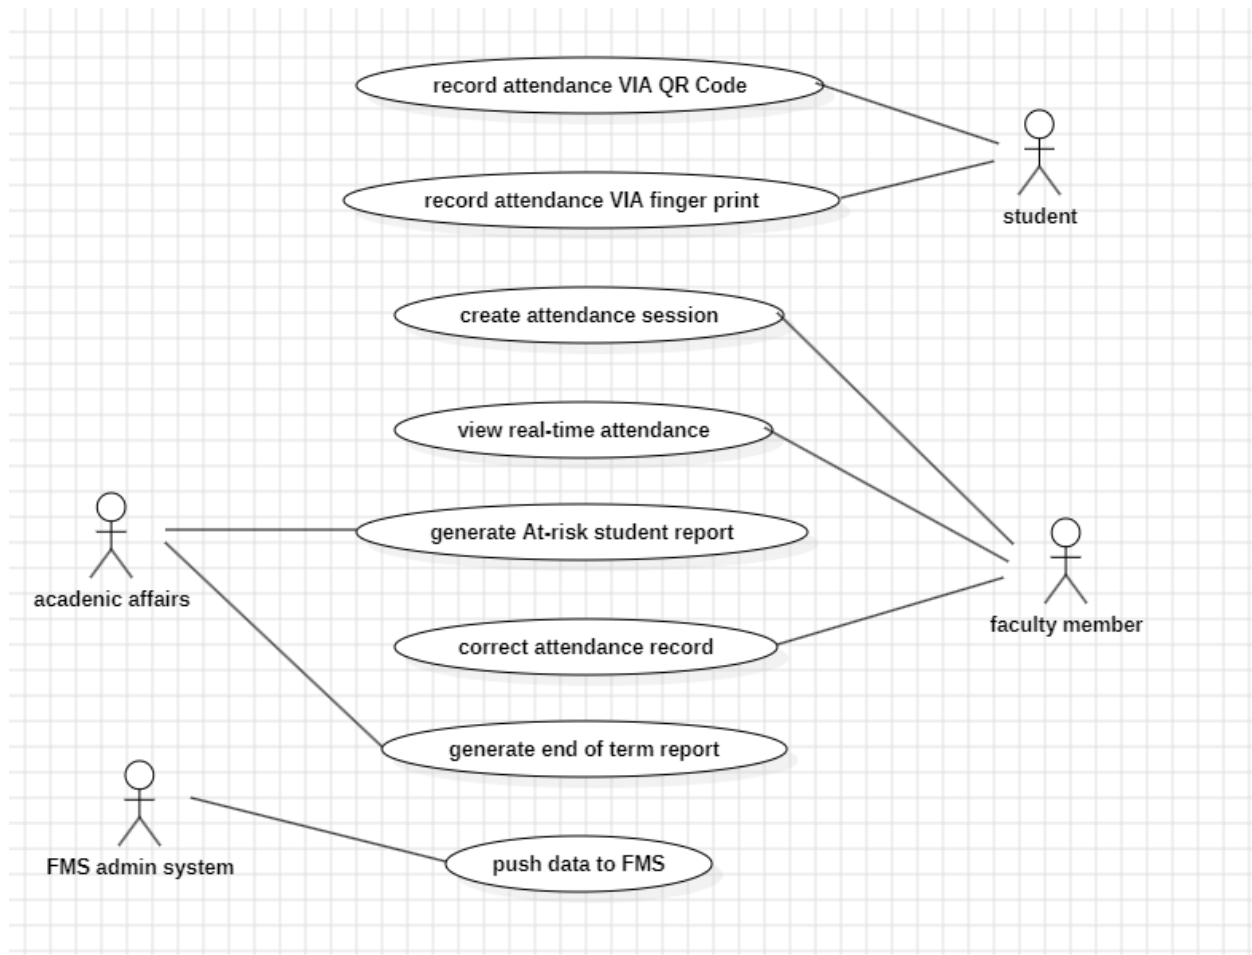 record attendance VIA QR Code
record attendance VIA finger print
student
create attendance session
view real-time attendance
generate At-risk student report
acadenic affairs
faculty member
correct attendance record
generate end of term report
FMS admin system
push data to FMS